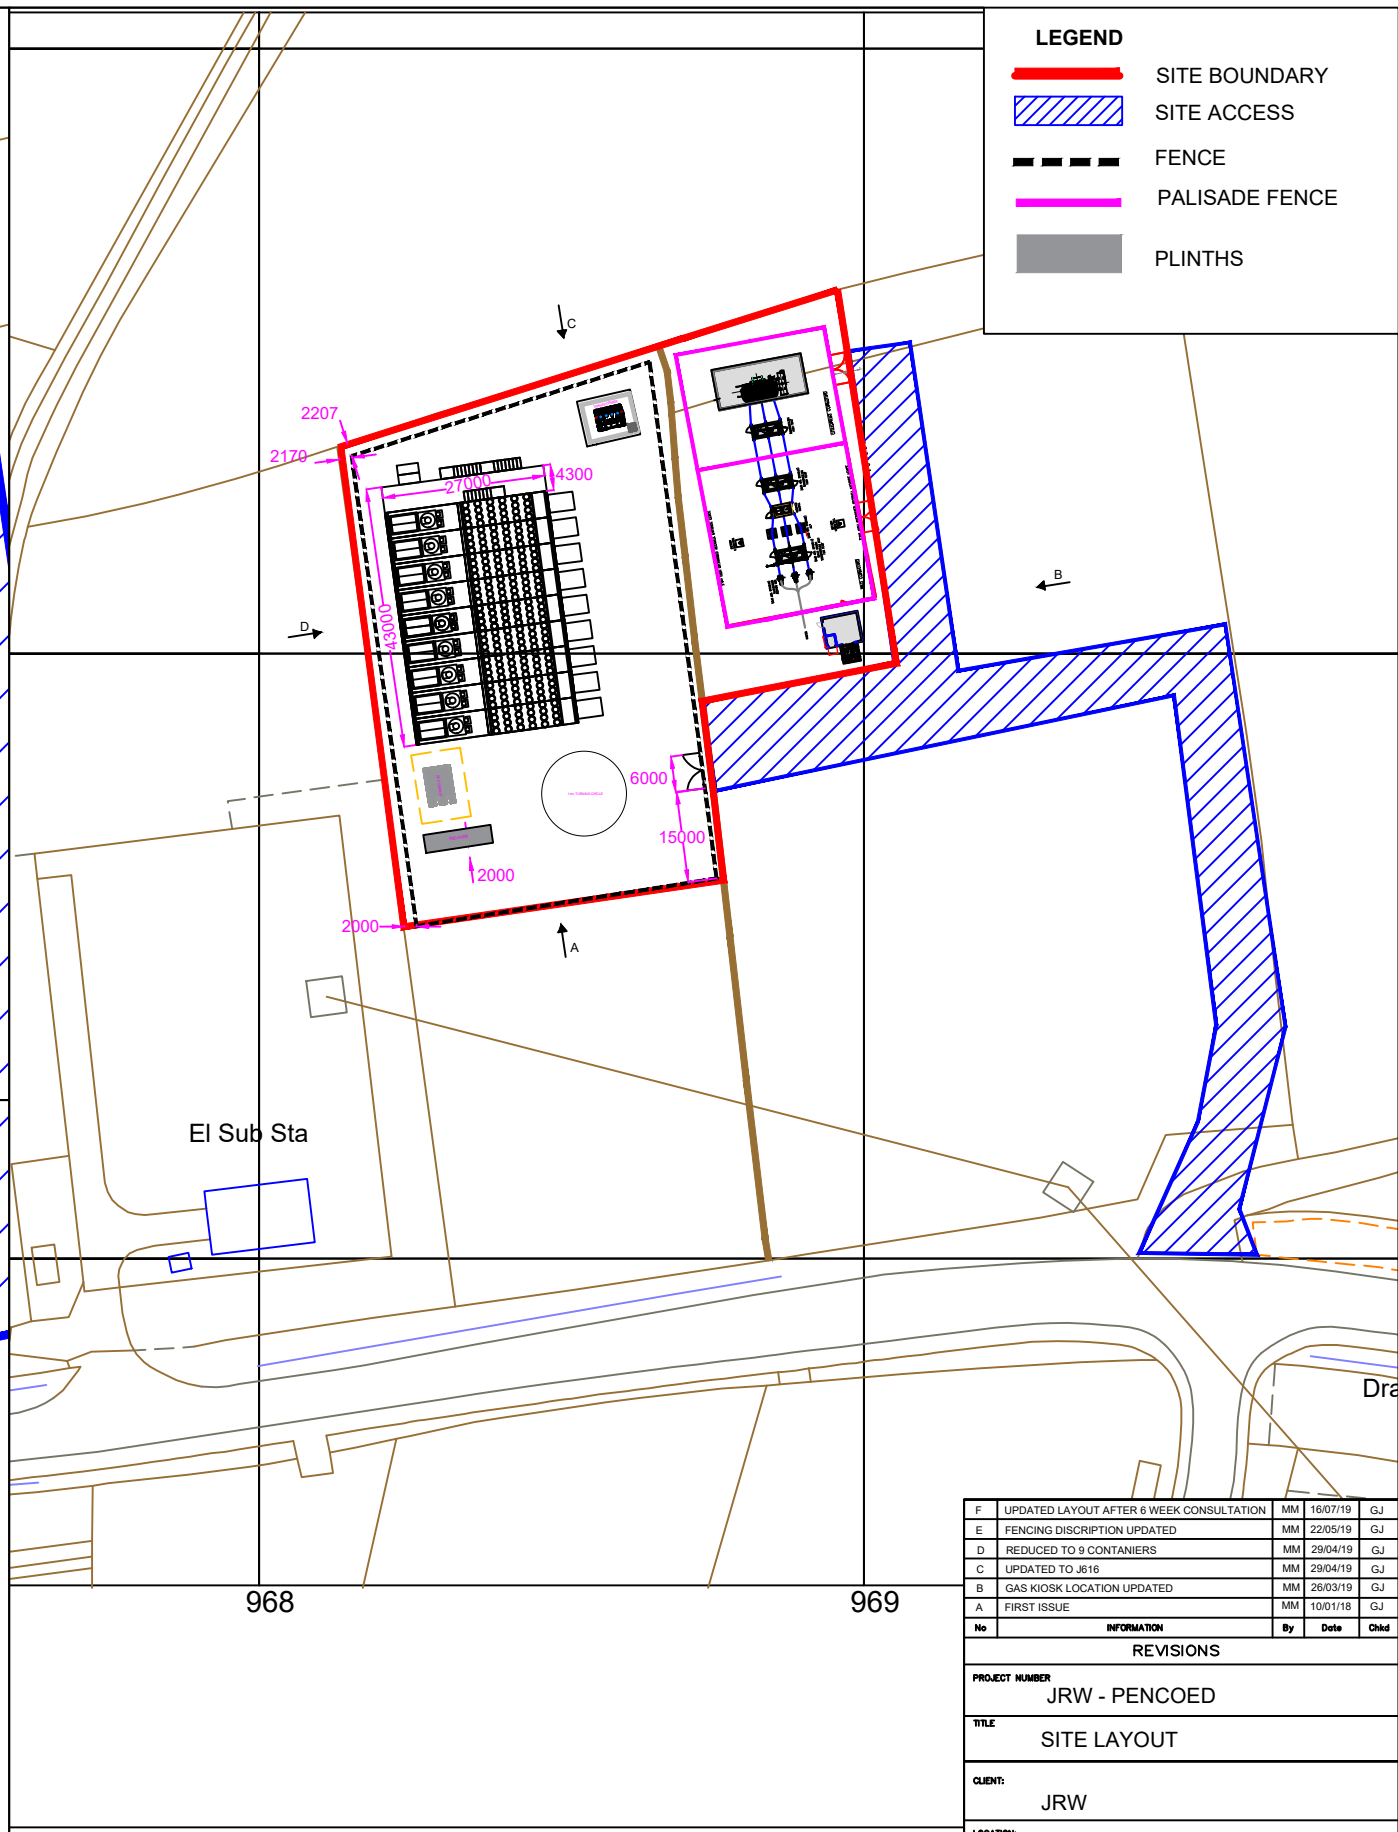 LEGEND
SITE BOUNDARY
SITE ACCESS
FENCE
PALISADE FENCE
PLINTHS
C
2207
2170
27000
4300
B
D
43000
6000
15000
2000
2000
A
El Sub Sta
Dra
968
969
F UPDATED LAYOUT AFTER 6 WEEK CONSULTATION MM 16/07/19 GJ
E FENCING DISCRIPTION UPDATED MM 22/05/19 GJ
D REDUCED TO 9 CONTANIERS MM 29/04/19 GJ
C UPDATED TO J616 MM 29/04/19 GJ
B GAS KIOSK LOCATION UPDATED MM 26/03/19 GJ
A FIRST ISSUE MM 10/01/18 GJ
No INFORMATION By Date Chkd
REVISIONS
PROJECT NUMBER
JRW - PENCOED
TITLE
SITE LAYOUT
CLIENT:
JRW